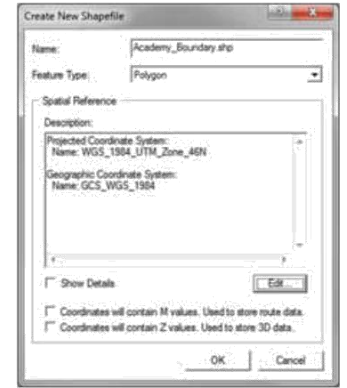 Create New Shapefile
Name:
Academy_Boundary.shp
Feature Type:
Polygon
Spatial Reference
Description:
Projected Coordinate System:
Name: WGS_1984_UTM_Zone_46N
Geographic Coordinate System:
Name: GCS_WGS_1984
Show Details
Edit...
Coordinates will contain M values. Used to store route data.
Coordinates will contain Z values. Used to store 3D data.
OK
Cancel